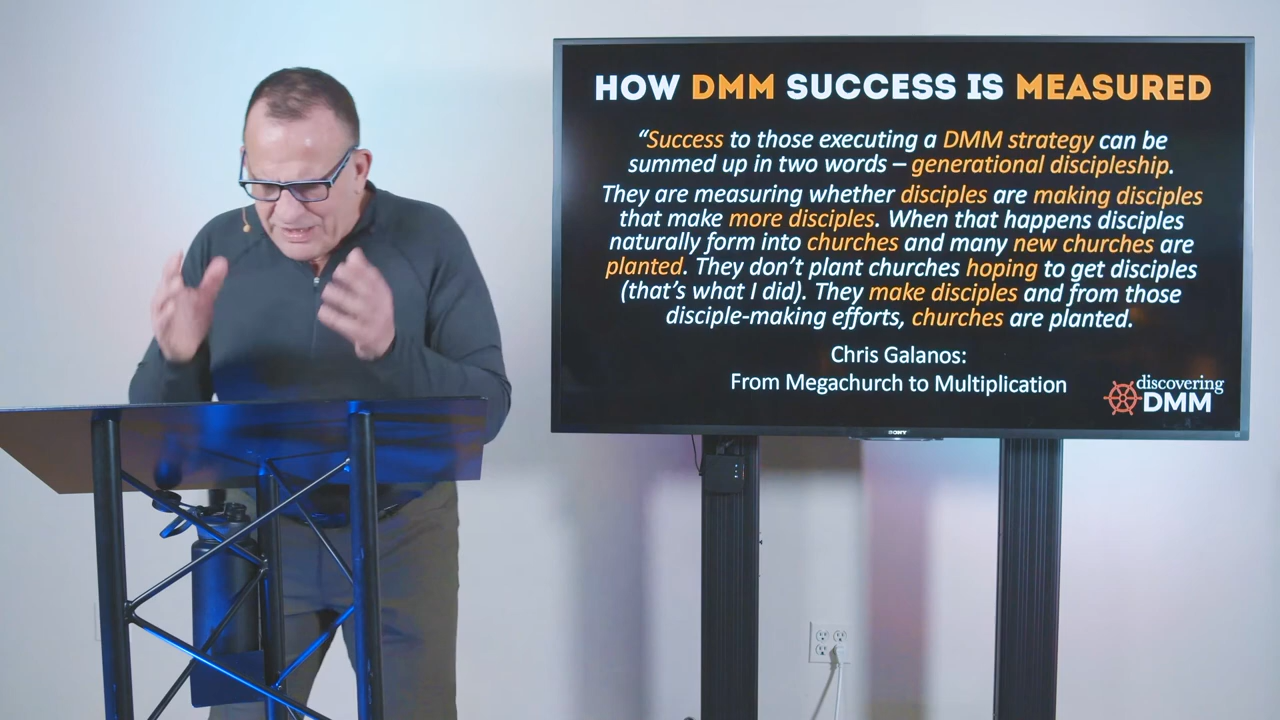 HOW DMM SUCCESS IS MEASURED
“Success to those executing a DMM strategy can be
summed up in two words – generational discipleship.
They are measuring whether disciples are making disciples
that make more disciples. When that happens disciples
naturally form into churches and many new churches are
planted. They don’t plant churches hoping to get disciples
(that’s what I did). They make disciples and from those
disciple-making efforts, churches are planted.
Chris Galanos:
From Megachurch to Multiplication
discovering
DMM
SONY